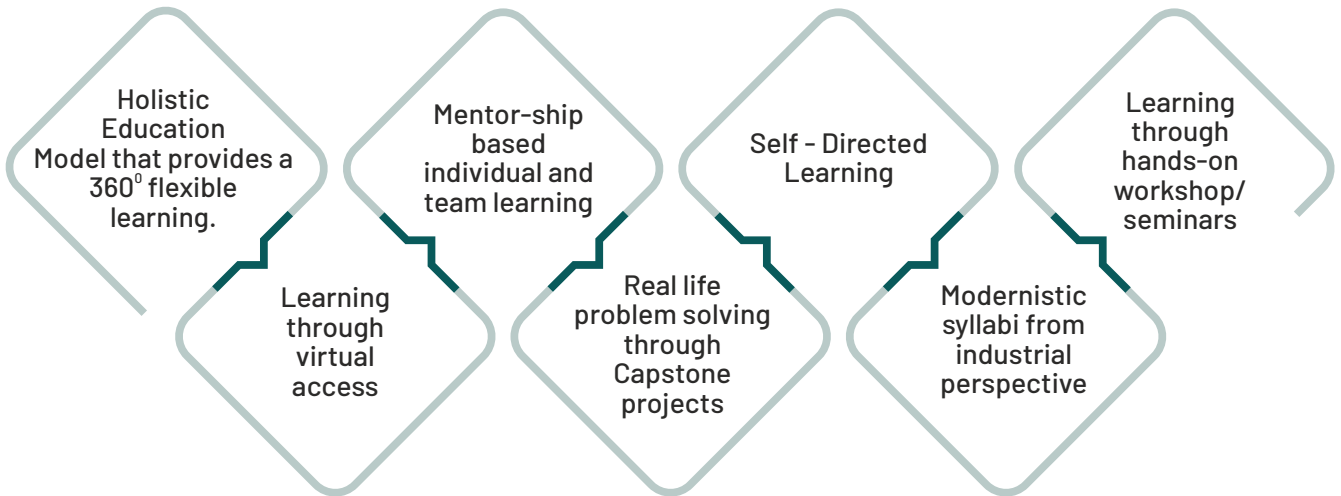 Holistic
Education
Model that provides a
360⁰ flexible
learning.
Learning
through
virtual
access
Mentor-ship
based
individual and
team learning
Real life
problem solving
through
Capstone
projects
Self - Directed
Learning
Modernistic
syllabi from
industrial
perspective
Learning
through
hands-on
workshop/
seminars